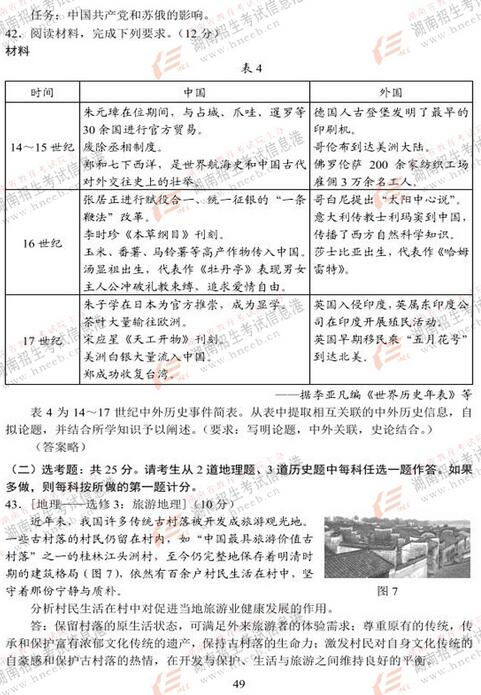 任务：中国共产党和苏俄的影响。
42. 阅读材料，完成下列要求。（12 分）
材料
表 4
时间 中国 外国
14～15 世纪
朱元璋在位期间，与占城、爪哇、暹罗等
30 余国进行官方贸易。
废除丞相制度。
郑和七下西洋，是世界航海史和中国古代
对外交往史上的壮举。
德国人古登堡发明了最早的
印刷机。
哥伦布到达美洲大陆。
佛罗伦萨 200 余家纺织工场
雇佣 3 万余名工人。
16 世纪
张居正进行赋役合一、统一征银的“一条
鞭法”改革。
李时珍《本草纲目》刊刻。
玉米、番薯、马铃薯等高产作物传入中国。
汤显祖出生，代表作《牡丹亭》表现男女
主人公冲破礼教束缚，追求爱情自由。
哥白尼提出“太阳中心说”。
意大利传教士利玛窦到中国，
传播了西方自然科学知识。
莎士比亚出生，代表作《哈姆
雷特》。
17 世纪
朱子学在日本为官方推崇，成为显学。
茶叶大量输往欧洲。
宋应星《天工开物》刊刻。
美洲白银大量流入中国。
郑成功收复台湾。
英国入侵印度，英属东印度公
司在印度开展殖民活动。
英国早期移民乘“五月花号”
到达北美。
——据李亚凡编《世界历史年表》等
表 4 为 14～17 世纪中外历史事件简表。从表中提取相互关联的中外历史信息，自
拟论题，并结合所学知识予以阐述。（要求：写明论题，中外关联，史论结合。）
（答案略）
（二）选考题：共 25 分。请考生从 2 道地理题、3 道历史题中每科任选一题作答。如果
多做，则每科按所做的第一题计分。
43. [地理——选修 3：旅游地理]（10 分）
近年来，我国许多传统古村落被开发成旅游观光地。
一些古村落的村民仍留在村内，如“中国最具旅游价值古
村落”之一的桂林江头洲村，至今仍完整地保存着明清时
期的建筑格局（图 7），依然有百余户村民生活在村中，坚
守着那份宁静与质朴。
图 7
分析村民生活在村中对促进当地旅游业健康发展的作用。
答：保留村落的原生活状态，可满足外来游客的体验需求；尊重原有的传统，传
承和保护富有浓郁文化传统的遗产，保持古村落的生命力；激发村民对自身文化传统的
自豪感和保护古村落的热情，在开发与保护、生活与旅游之间维持良好的平衡。
49
湖南招生考试信息港
www.hneeb.cn